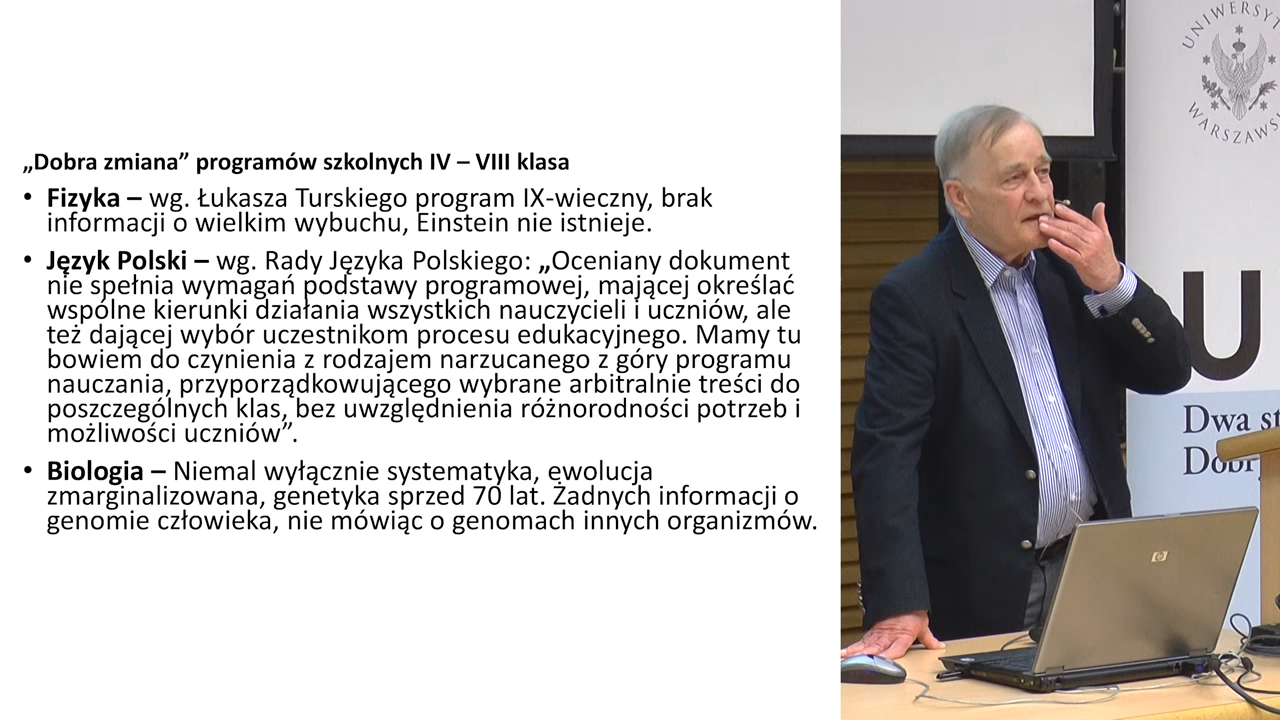 „Dobra zmiana” programów szkolnych IV – VIII klasa
• Fizyka – wg. Łukasza Turskiego program IX-wieczny, brak
informacji o wielkim wybuchu, Einstein nie istnieje.
• Język Polski – wg. Rady Języka Polskiego: „Oceniany dokument
nie spełnia wymagań podstawy programowej, mającej określać
wspólne kierunki działania wszystkich nauczycieli i uczniów, ale
też dającej wybór uczestnikom procesu edukacyjnego. Mamy tu
bowiem do czynienia z rodzajem narzucanego z góry programu
nauczania, przyporządkowującego wybrane arbitralnie treści do
poszczególnych klas, bez uwzględnienia różnorodności potrzeb i
możliwości uczniów”.
• Biologia – Niemal wyłącznie systematyka, ewolucja
zmarginalizowana, genetyka sprzed 70 lat. Żadnych informacji o
genomie człowieka, nie mówiąc o genomach innych organizmów.
UNIWERSYT
WARSZAWS
U
Dwa
hp